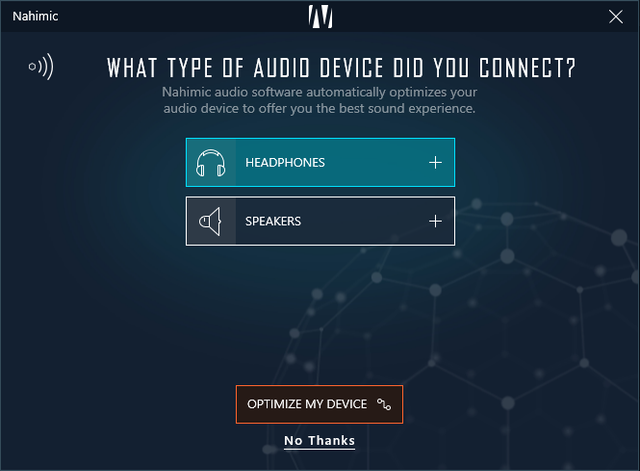 Nahimic
WHAT TYPE OF AUDIO DEVICE DID YOU CONNECT?
Nahimic audio software automatically optimizes your
audio device to offer you the best sound experience.
HEADPHONES
SPEAKERS
OPTIMIZE MY DEVICE
No Thanks